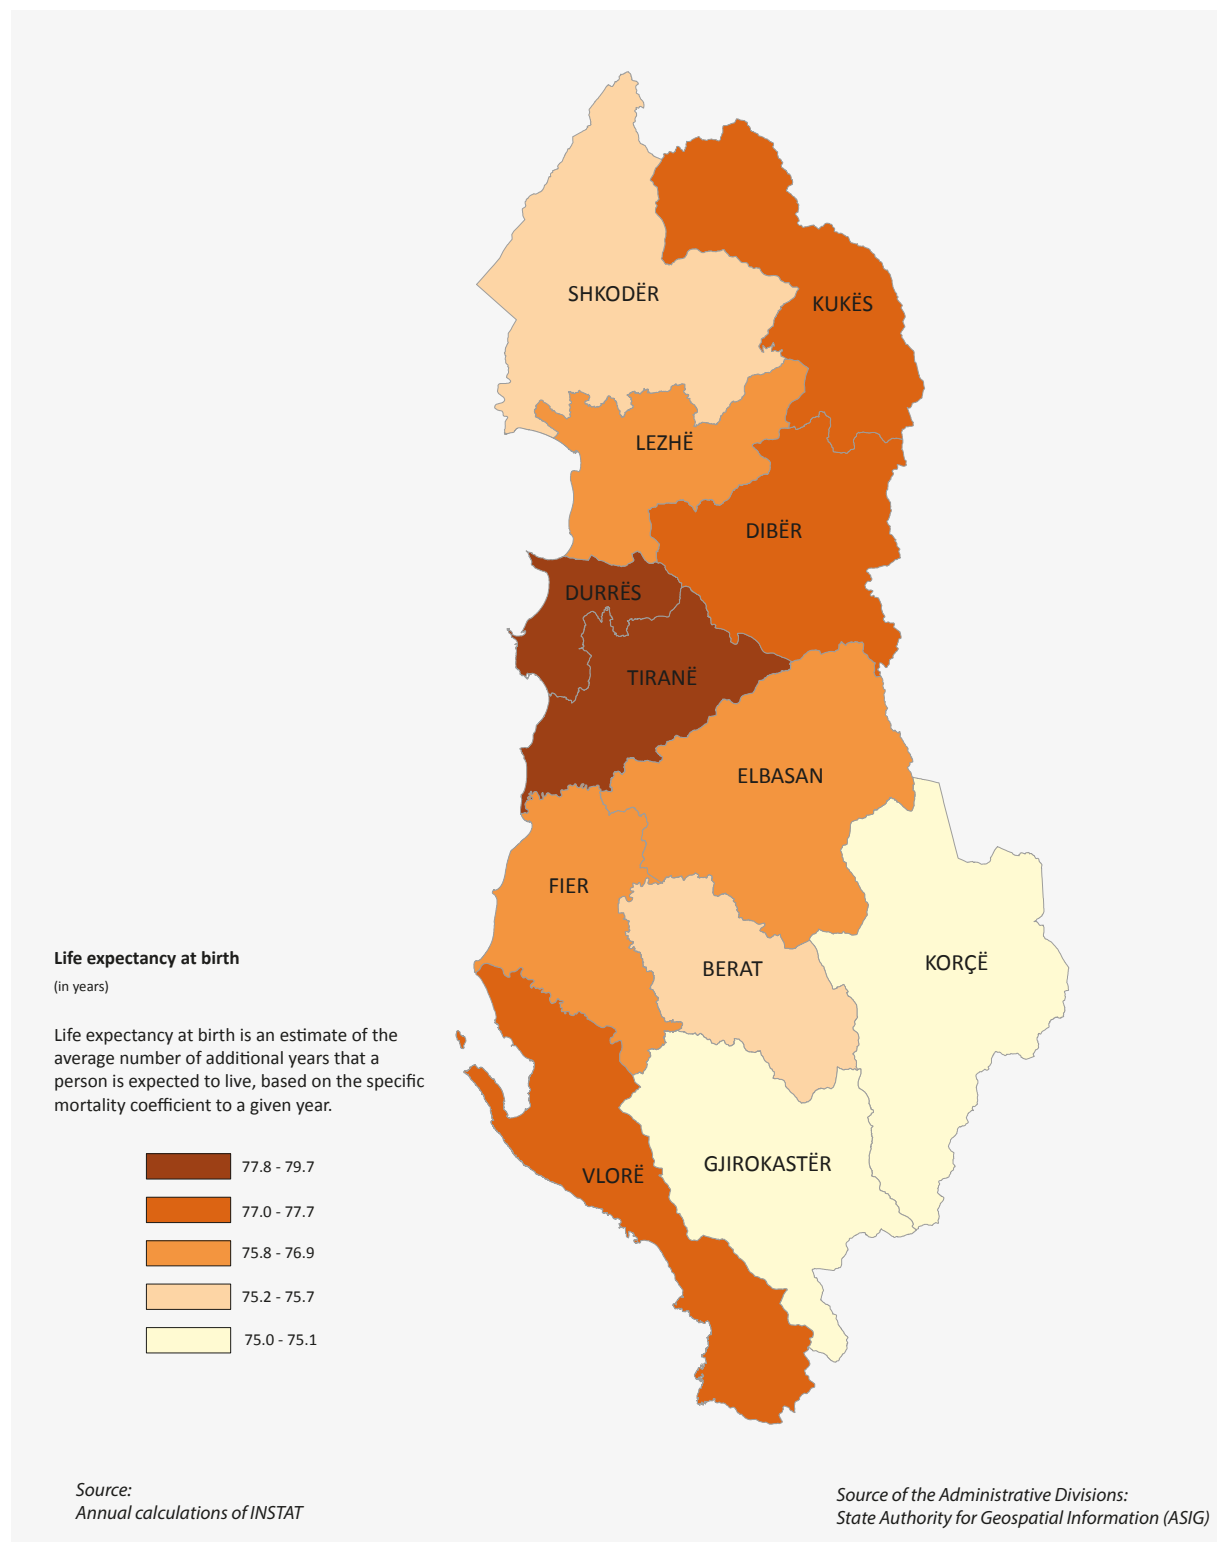 SHKODËR
KUKËS
LEZHË
DIBËR
DURRËS
TIRANË
ELBASAN
FIER
BERAT
KORÇË
GJIROKASTËR
VLORË
Life expectancy at birth
(in years)
Life expectancy at birth is an estimate of the
average number of additional years that a
person is expected to live, based on the specific
mortality coefficient to a given year.
77.8 - 79.7
77.0 - 77.7
75.8 - 76.9
75.2 - 75.7
75.0 - 75.1
Source:
Annual calculations of INSTAT
Source of the Administrative Divisions:
State Authority for Geospatial Information (ASIG)